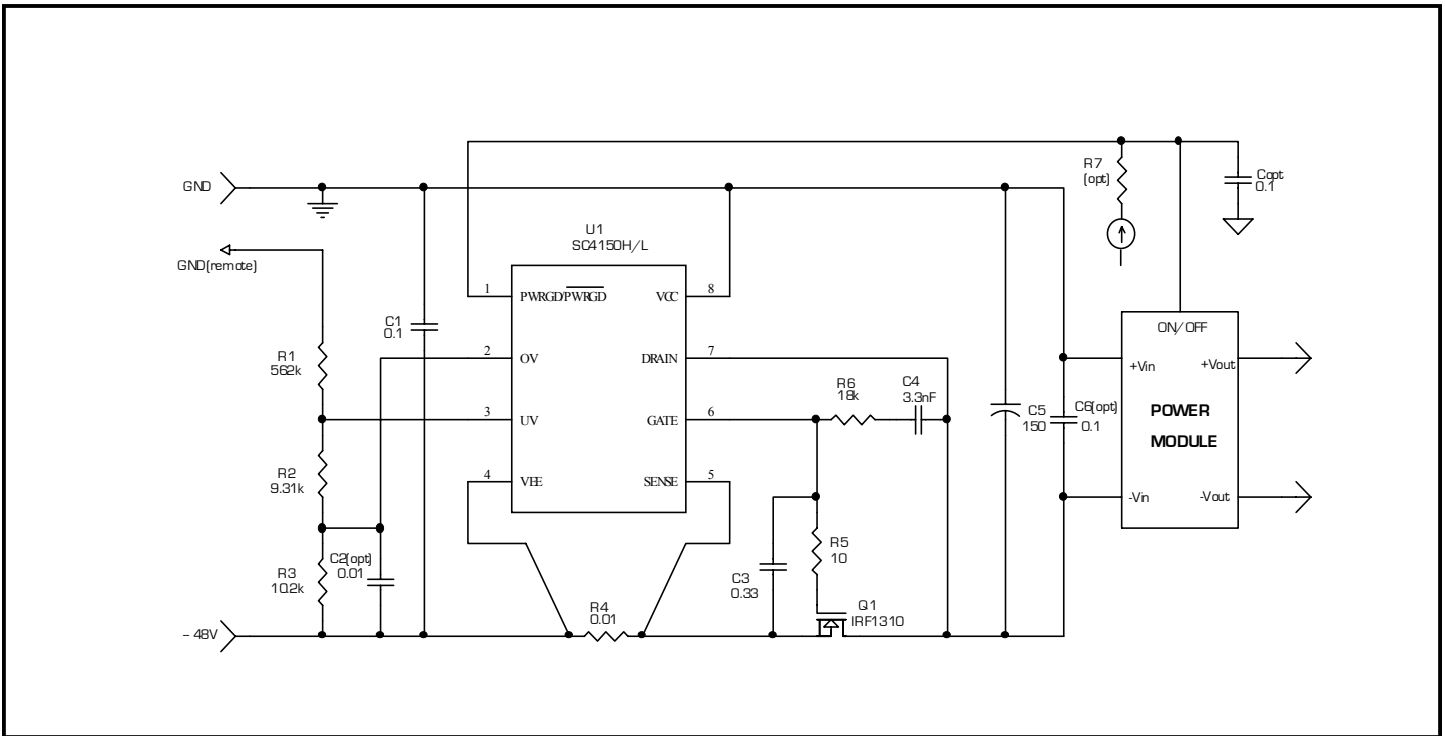 R7
(opt)
Copt
0.1
GND
U1
SC4150H/L
GND(remote)
1
PWRGD/PWRGD
VCC
8
ON/OFF
C1
0.1
R1
562k
2
OV
DRAIN
7
+Vin
+Vout
R6
18k
C4
3.3nF
3
UV
GATE
6
C5
150
C6(opt)
0.1
POWER
MODULE
R2
9.31k
4
VEE
SENSE
5
-Vin
-Vout
R3
10.2k
C2(opt)
0.01
R5
10
C3
0.33
R4
0.01
Q1
IRF1310
- 48V